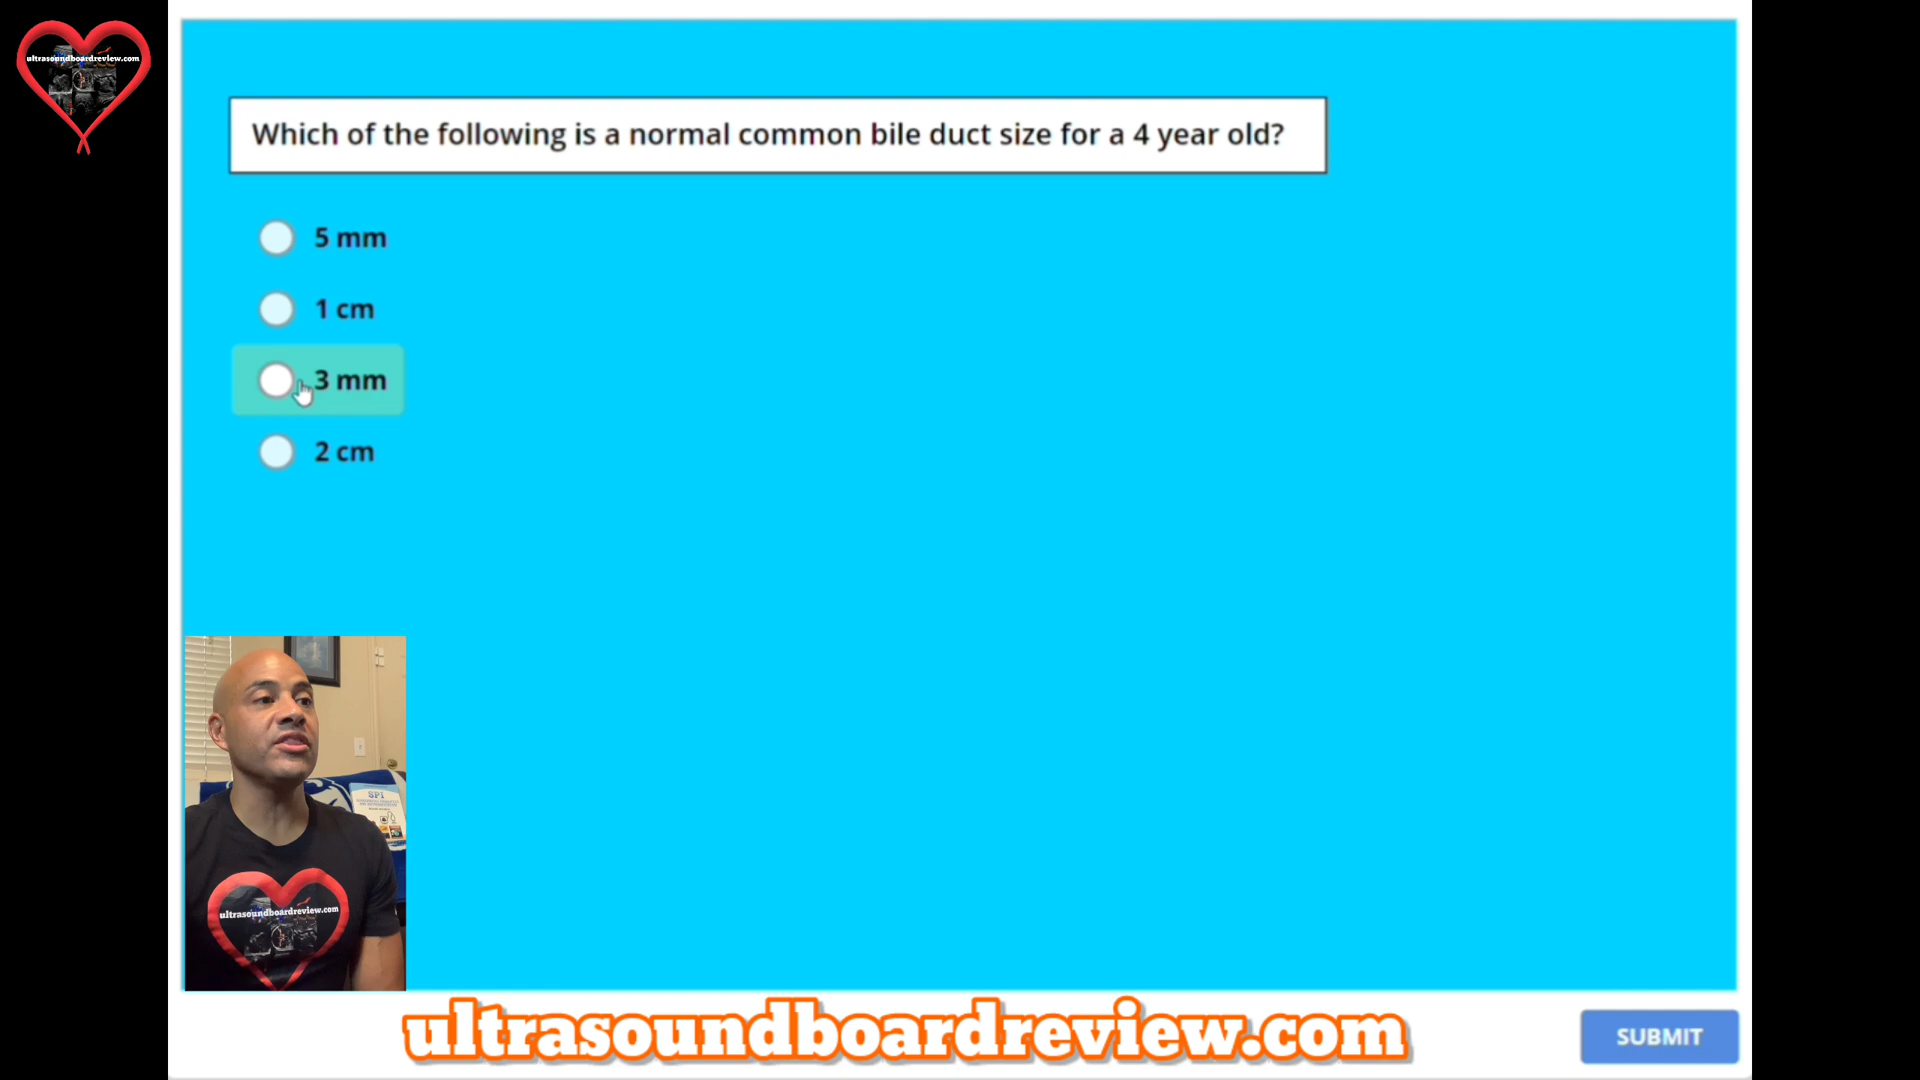 ultrasoundboardreview.com
Which of the following is a normal common bile duct size for a 4 year old?
5 mm
1 cm
3 mm
2 cm
SPI
ultrasoundboardreview.com
ultrasoundboardreview.com
SUBMIT